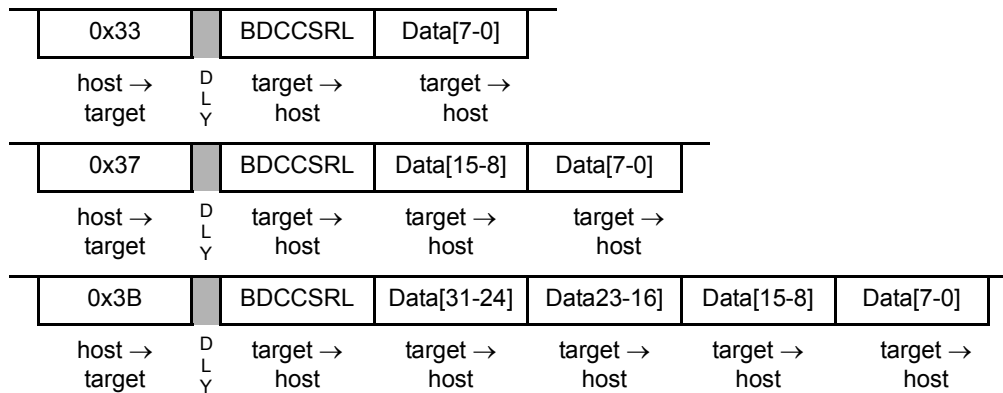 0x33 BDCCSRL Data[7-0]
host → D target → target →
L
target Y host host
0x37 BDCCSRL Data[15-8] Data[7-0]
host → D target → target → target →
L
target Y host host host
0x3B BDCCSRL Data[31-24] Data23-16] Data[15-8] Data[7-0]
host → D target → target → target → target → target →
L
target Y host host host host host